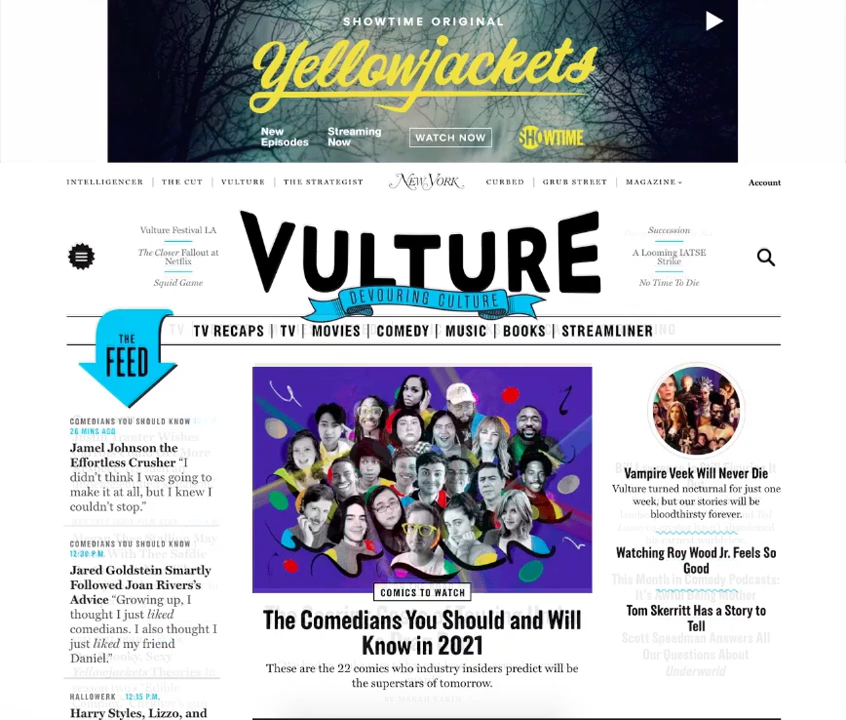 SHOWTIME ORIGINAL
Yellowjackets
New Episodes
Streaming Now
WATCH NOW
SHOWTIME
INTELLIGENCER | THE CUT | VULTURE | THE STRATEGIST
NEW YORK
CURBED | GRUB STREET | MAGAZINE
Account
Vulture Festival LA
The Closer Fallout at
Netflix
Squid Game
VULTURE
DEVOURING CULTURE
Succession
A Looming IATSE
Strike
No Time To Die
TV RECAPS | TV | MOVIES | COMEDY | MUSIC | BOOKS | STREAMLINER
THE
FEED
COMEDIANS YOU SHOULD KNOW
26 MINS AGO
Jamel Johnson the
Effortless Crusher “I
didn’t think I was going to
make it at all, but I knew I
couldn’t stop.”
COMEDIANS YOU SHOULD KNOW
12:30 P.M.
Jared Goldstein Smartly
Followed Joan Rivers’s
Advice “Growing up, I
thought I just liked
comedians. I also thought I
just liked my friend
Daniel.”
HALLOWERK 12:15 P.M.
Harry Styles, Lizzo, and
COMICS TO WATCH
The Comedians You Should and Will
Know in 2021
These are the 22 comics who industry insiders predict will be
the superstars of tomorrow.
Vampire Veek Will Never Die
Vulture turned nocturnal for just one
week, but our stories will be
bloodthirsty forever.
Watching Roy Wood Jr. Feels So
Good
This Month in Comedy Podcasts:
It’s Awful Being Mother
Tom Skerritt Has a Story to
Tell
Scott Speedman Answers All
Our Questions About
Underworld